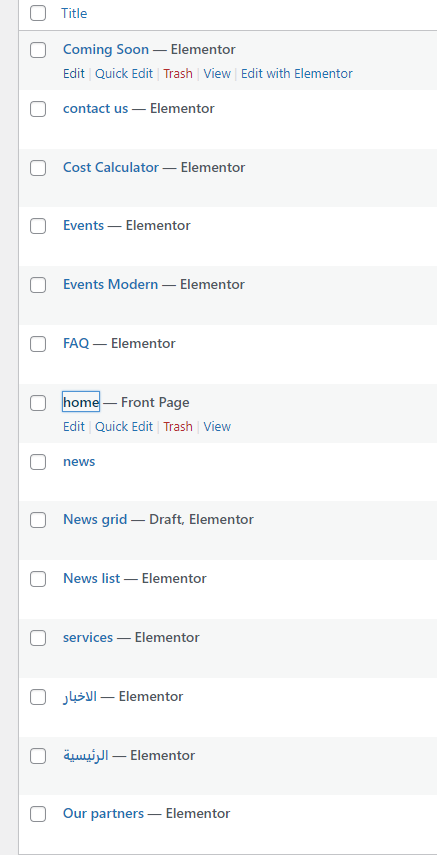 Title
Coming Soon — Elementor
Edit | Quick Edit | Trash | View | Edit with Elementor
contact us — Elementor
Cost Calculator — Elementor
Events — Elementor
Events Modern — Elementor
FAQ — Elementor
home — Front Page
Edit | Quick Edit | Trash | View
news
News grid — Draft, Elementor
News list — Elementor
services — Elementor
الاخبار — Elementor
الرئيسية — Elementor
Our partners — Elementor